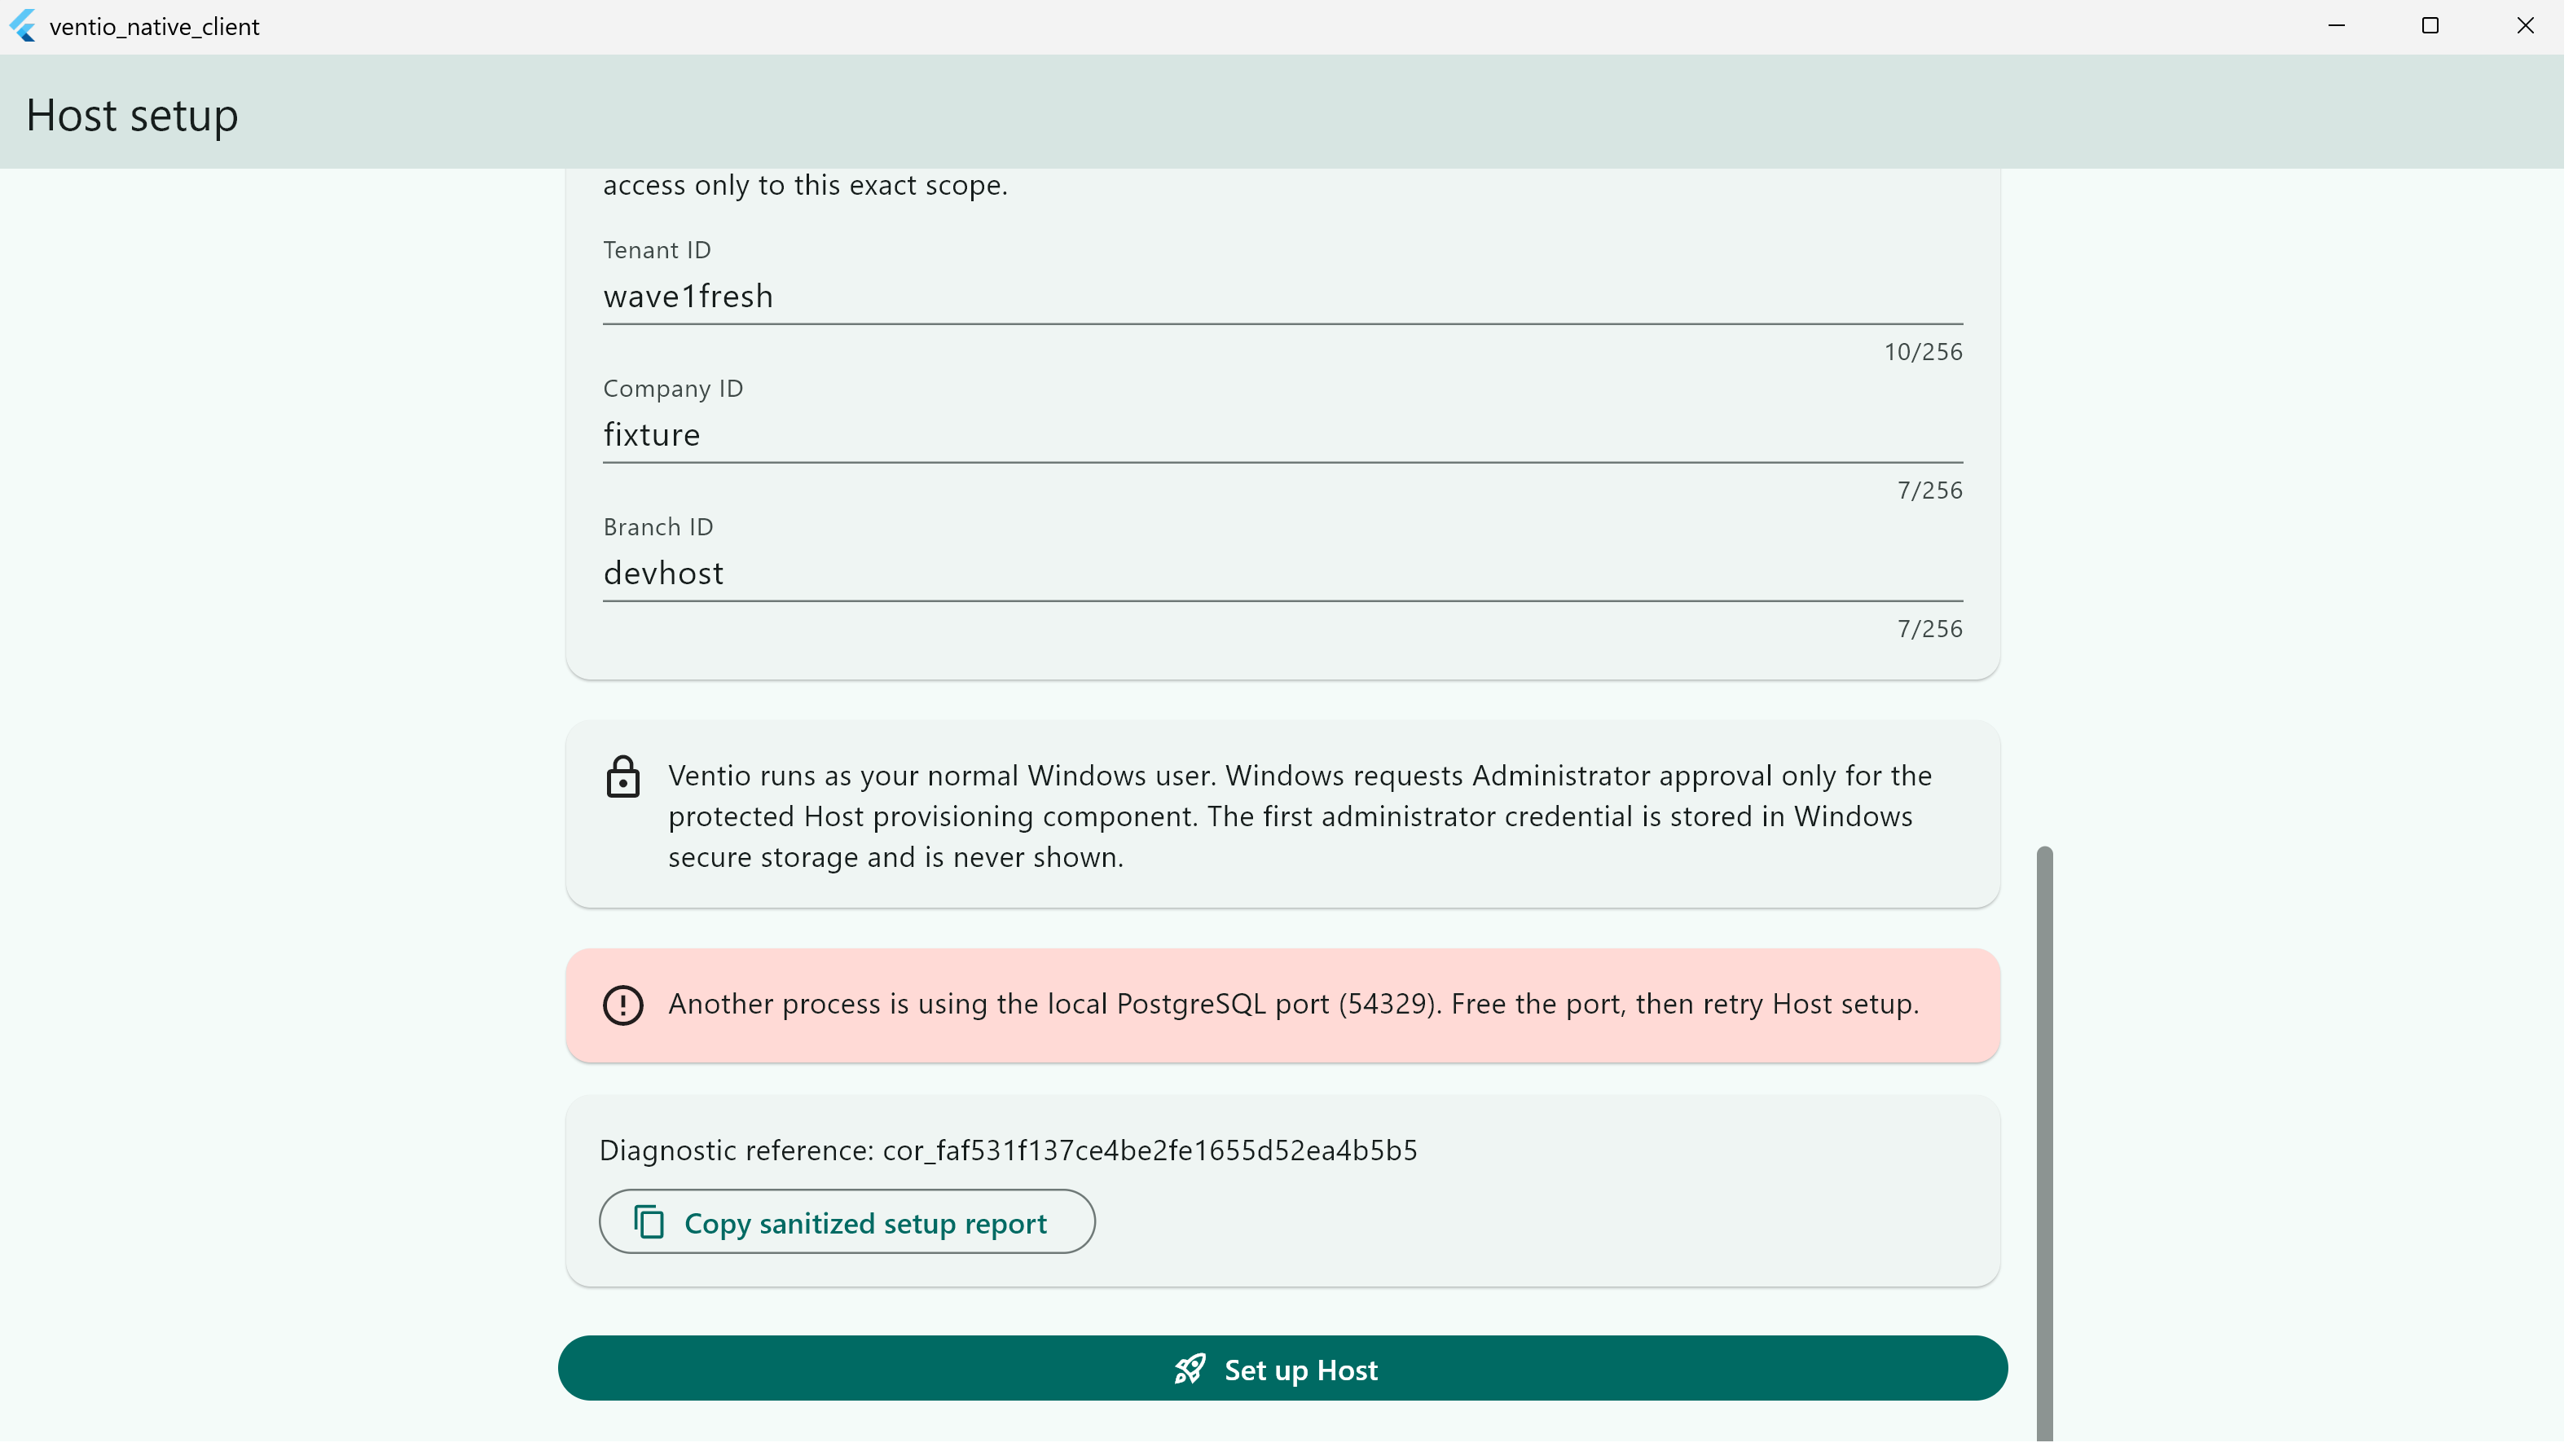 ventio_native_client
Host setup
access only to this exact scope.
Tenant ID
wave1fresh
10/256
Company ID
fixture
7/256
Branch ID
devhost
7/256
Ventio runs as your normal Windows user. Windows requests Administrator approval only for the
protected Host provisioning component. The first administrator credential is stored in Windows
secure storage and is never shown.
Another process is using the local PostgreSQL port (54329). Free the port, then retry Host setup.
Diagnostic reference: cor_faf531f137ce4be2fe1655d52ea4b5b5
Copy sanitized setup report
Set up Host